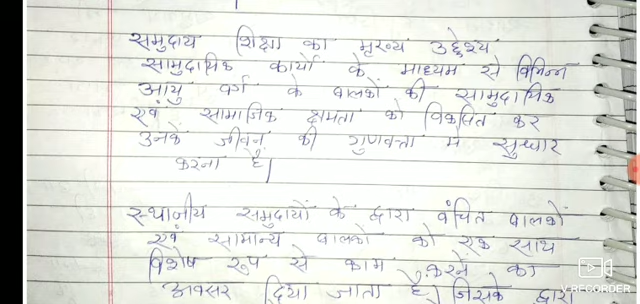 समुदाय शिक्षा का मुख्य उद्देश्य
सामुदायिक कार्यो के माध्यम से विभिन्न
आयु वर्ग के बालकों की सामुदायिक
एवं सामाजिक क्षमता को विकसित कर
उनके जीवन की गुणवत्ता मे सुधार
करना है।
स्थानीय समुदायों के द्वारा वंचित बालकों
एवं सामान्य बालको को एक साथ
विशेष रूप से काम करने का
अवसर दिया जाता है। जिसके द्वारा
V RECORDER